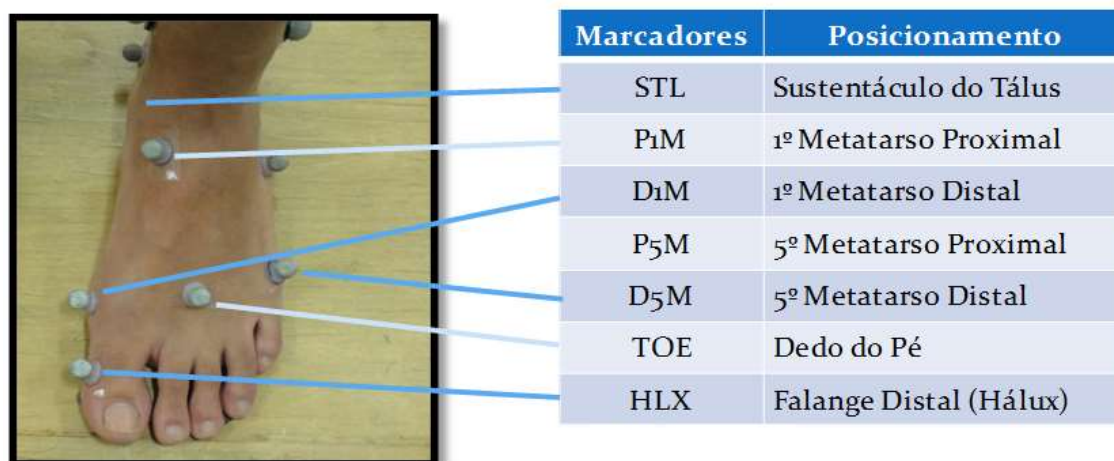 Marcadores Posicionamento
STL Sustentáculo do Tálus
P1M 1º Metatarso Proximal
D1M 1º Metatarso Distal
P5M 5º Metatarso Proximal
D5M 5º Metatarso Distal
TOE Dedo do Pé
HLX Falange Distal (Hálux)